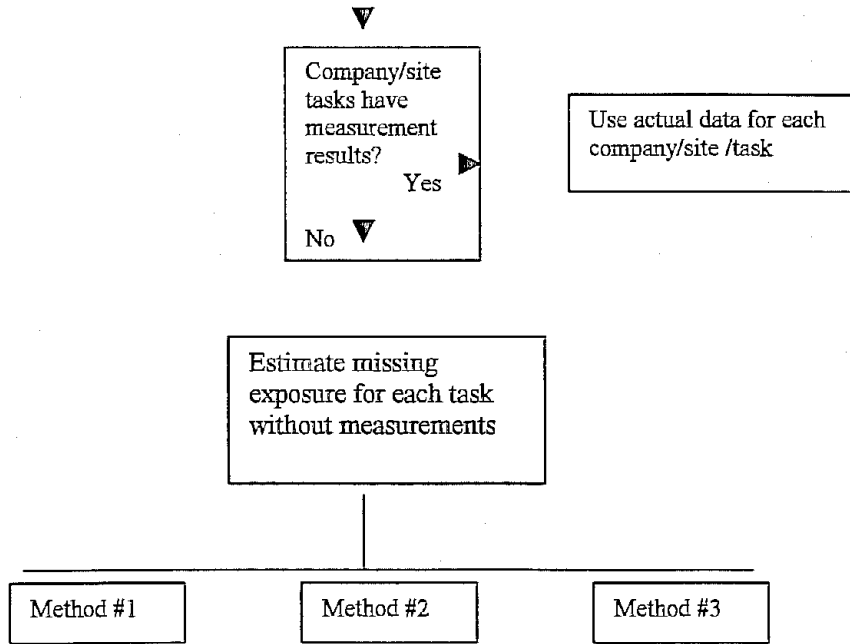 Company/site
tasks have
measurement
results?
Yes
No
Use actual data for each
company/site /task
Estimate missing
exposure for each task
without measurements
Method #1
Method #2
Method #3